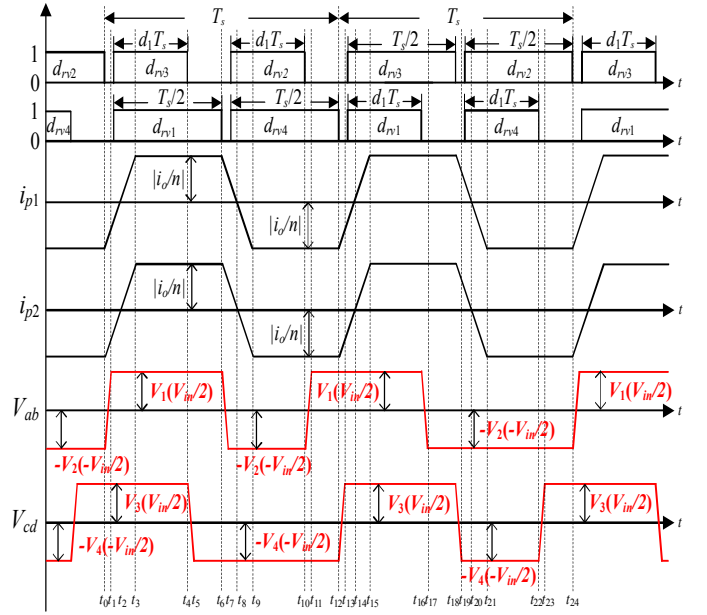 T_s T_s
1 d_1T_s d_1T_s T_s/2 T_s/2 d_1T_s
d_rv2 d_rv3 d_rv2 d_rv3 d_rv2 d_rv3
0 t
1 T_s/2 T_s/2 d_1T_s d_1T_s
d_rv4 d_rv1 d_rv4 d_rv1 d_rv4 d_rv1
0 t
|i_o/n|
i_p1 t
|i_o/n|
|i_o/n|
i_p2 t
|i_o/n|
V_1(V_in/2) V_1(V_in/2) V_1(V_in/2)
V_ab t
-V_2(-V_in/2) -V_2(-V_in/2) -V_2(-V_in/2)
V_3(V_in/2) V_3(V_in/2) V_3(V_in/2)
V_cd t
-V_4(-V_in/2) -V_4(-V_in/2) -V_4(-V_in/2)
t_0 t_1 t_2 t_3 t_4 t_5 t_6 t_7 t_8 t_9 t_10 t_11 t_12 t_13 t_14 t_15 t_16 t_17 t_18 t_19 t_20 t_21 t_22 t_23 t_24